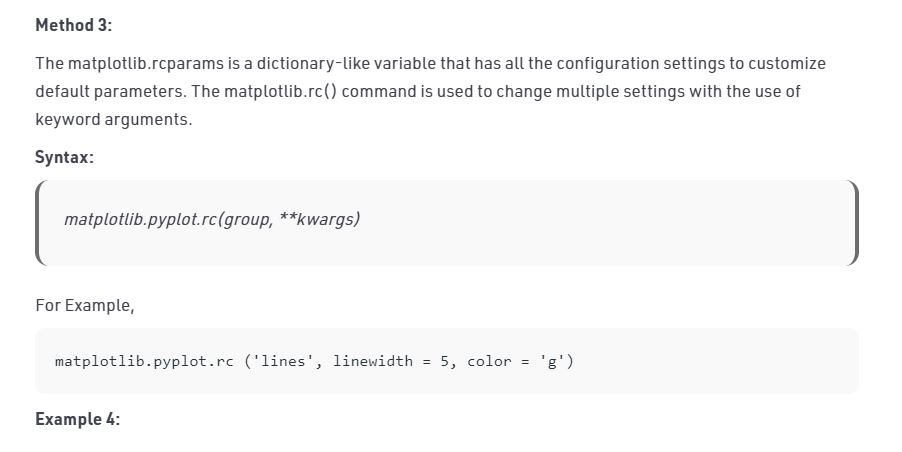 Method 3:
The matplotlib.rcparams is a dictionary-like variable that has all the configuration settings to customize
default parameters. The matplotlib.rc() command is used to change multiple settings with the use of
keyword arguments.
Syntax:
matplotlib.pyplot.rc(group, **kwargs)
For Example,
matplotlib.pyplot.rc ('lines', linewidth = 5, color = 'g')
Example 4: